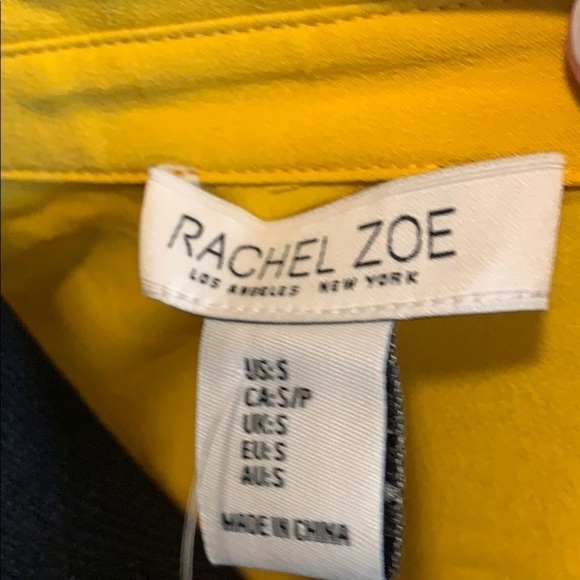 RACHEL ZOE
LOS ANGELES NEW YORK
US:S
CA:S/P
UK:S
EU:S
AU:S
MADE IN CHINA